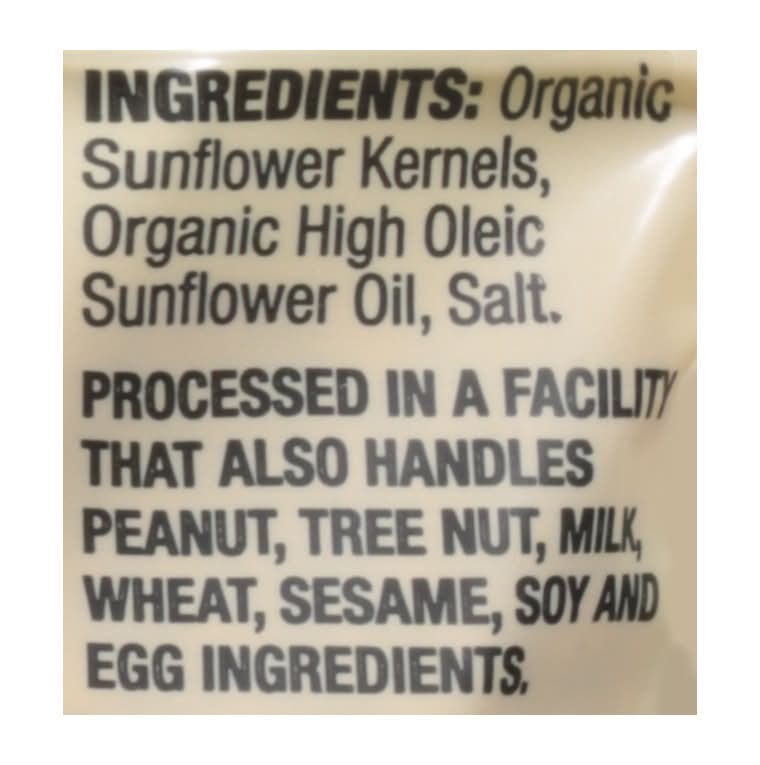 INGREDIENTS: Organic
Sunflower Kernels,
Organic High Oleic
Sunflower Oil, Salt.
PROCESSED IN A FACILITY
THAT ALSO HANDLES
PEANUT, TREE NUT, MILK,
WHEAT, SESAME, SOY AND
EGG INGREDIENTS.